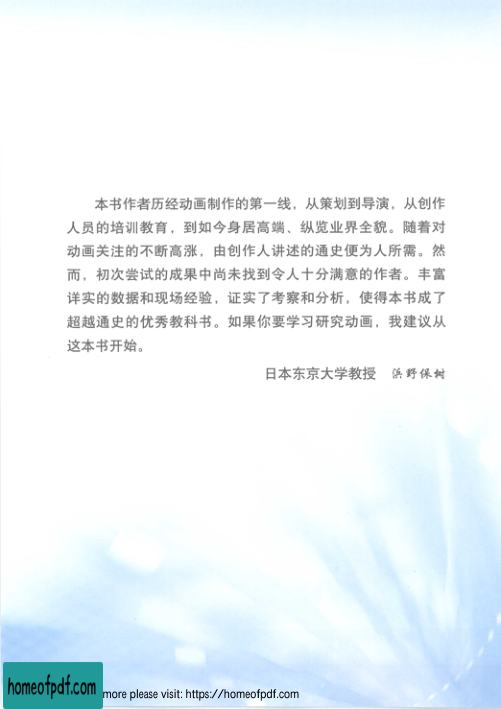 本书作者历经动画制作的第一线，从策划到导演，从创作
人员的培训教育，到如今身居高端、纵览业界全貌。随着对
动画关注的不断高涨，由创作人讲述的通史便为人所需。然
而，初次尝试的成果中尚未找到令人十分满意的作者。丰富
详实的数据和现场经验，证实了考察和分析，使得本书成了
超越通史的优秀教科书。如果你要学习研究动画，我建议从
这本书开始。
日本东京大学教授 浜野保树
homeofpdf.com
more please visit: https://homeofpdf.com